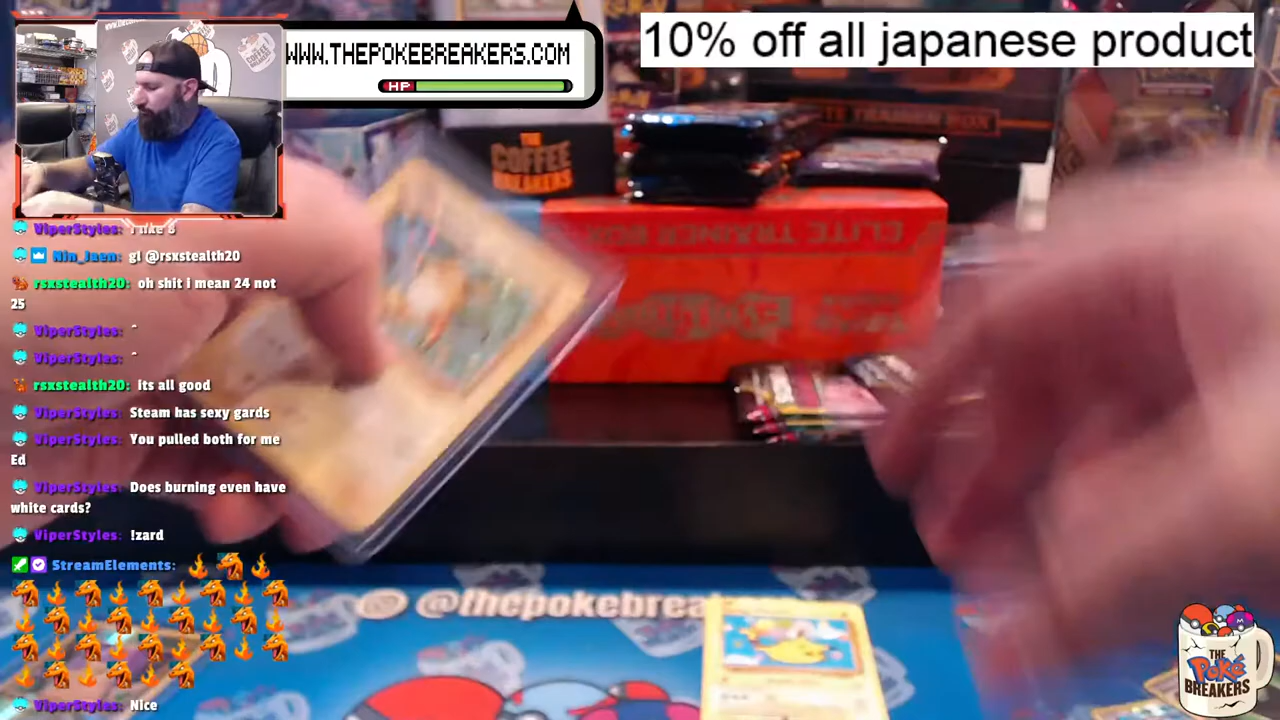 WWW.THEPOKEBREAKERS.COM
HP
10% off all japanese product
THE
COFFEE
BREAKERS
ELITE TRAINER BOX
ViperStyles: I like 8
Nin_Jaen: gl @rsxstealth20
rsxstealth20: oh shit i mean 24 not
25
ViperStyles: ^
ViperStyles: ^
rsxstealth20: its all good
ViperStyles: Steam has sexy gards
ViperStyles: You pulled both for me
Ed
ViperStyles: Does burning even have
white cards?
ViperStyles: !zard
StreamElements:
ViperStyles: Nice
@thepokebrea
THE
Poké
BREAKERS